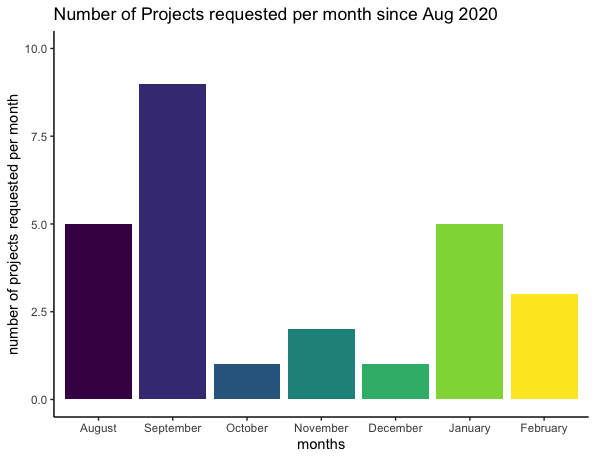 Number of Projects requested per month since Aug 2020
number of projects requested per month
10.0
7.5
5.0
2.5
0.0
August September October November December January February
months